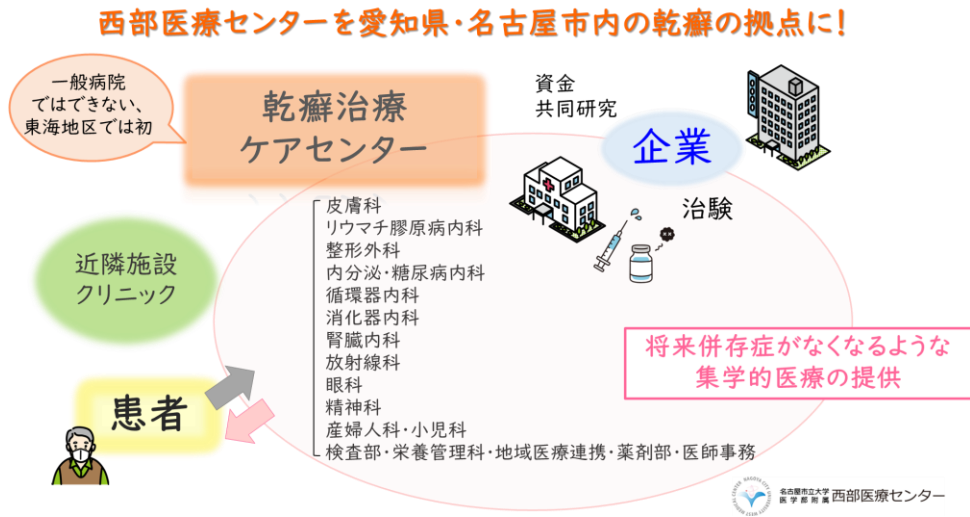 西部医療センターを愛知県・名古屋市内の乾癬の拠点に!
一般病院
ではできない、
東海地区では初
乾癬治療
ケアセンター
資金
共同研究
企業
治験
近隣施設
クリニック
皮膚科
リウマチ膠原病内科
整形外科
内分泌・糖尿病内科
循環器内科
消化器内科
腎臓内科
放射線科
眼科
精神科
産婦人科・小児科
検査部・栄養管理科・地域医療連携・薬剤部・医師事務
将来併存症がなくなるような
集学的医療の提供
患者
名古屋市立大学
医学部附属
西部医療センター